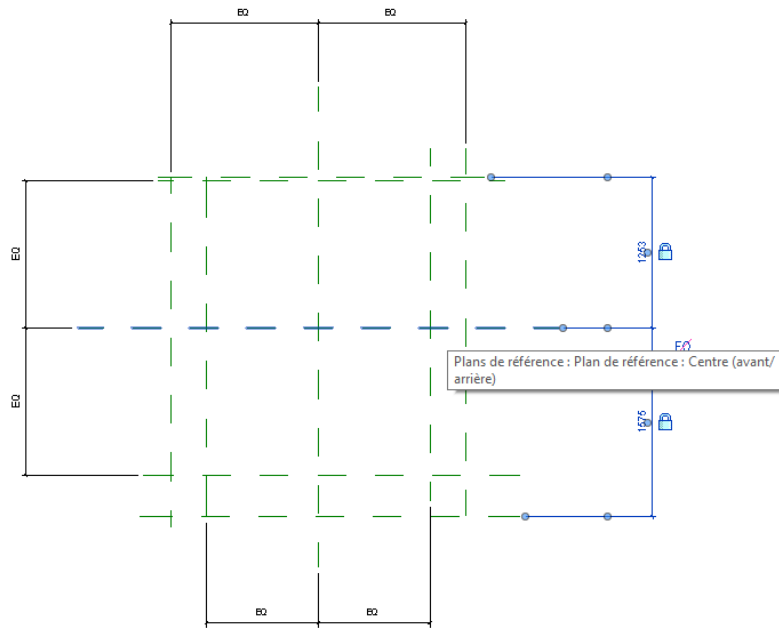 EQ EQ
EQ
1253
EQ
Plans de référence : Plan de référence : Centre (avant/
arrière)
EQ
1575
EQ EQ